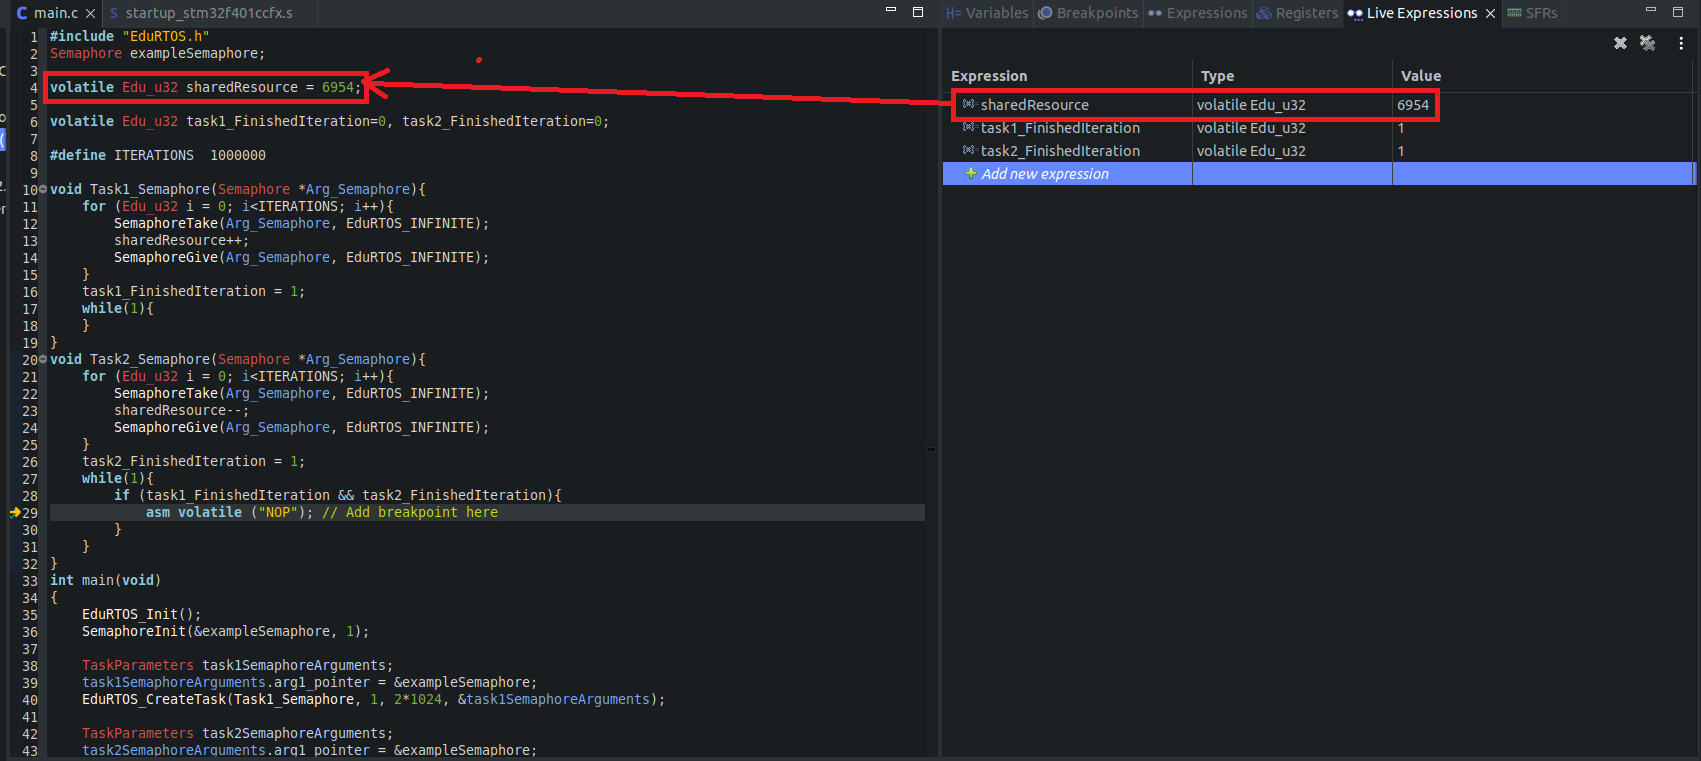 main.c
startup_stm32f401ccfx.s
1 #include "EduRTOS.h"
2 Semaphore exampleSemaphore;
3
4 volatile Edu_u32 sharedResource = 6954;
5
6 volatile Edu_u32 task1_FinishedIteration=0, task2_FinishedIteration=0;
7
8 #define ITERATIONS  1000000
9
10 void Task1_Semaphore(Semaphore *Arg_Semaphore){
11     for (Edu_u32 i = 0; i<ITERATIONS; i++){
12         SemaphoreTake(Arg_Semaphore, EduRTOS_INFINITE);
13         sharedResource++;
14         SemaphoreGive(Arg_Semaphore, EduRTOS_INFINITE);
15     }
16     task1_FinishedIteration = 1;
17     while(1){
18     }
19 }
20 void Task2_Semaphore(Semaphore *Arg_Semaphore){
21     for (Edu_u32 i = 0; i<ITERATIONS; i++){
22         SemaphoreTake(Arg_Semaphore, EduRTOS_INFINITE);
23         sharedResource--;
24         SemaphoreGive(Arg_Semaphore, EduRTOS_INFINITE);
25     }
26     task2_FinishedIteration = 1;
27     while(1){
28         if (task1_FinishedIteration && task2_FinishedIteration){
29             asm volatile ("NOP"); // Add breakpoint here
30         }
31     }
32 }
33 int main(void)
34 {
35     EduRTOS_Init();
36     SemaphoreInit(&exampleSemaphore, 1);
37
38     TaskParameters task1SemaphoreArguments;
39     task1SemaphoreArguments.arg1_pointer = &exampleSemaphore;
40     EduRTOS_CreateTask(Task1_Semaphore, 1, 2*1024, &task1SemaphoreArguments);
41
42     TaskParameters task2SemaphoreArguments;
43     task2SemaphoreArguments.arg1_pointer = &exampleSemaphore;
Variables Breakpoints Expressions Registers Live Expressions SFRs
Expression Type Value
sharedResource volatile Edu_u32 6954
task1_FinishedIteration volatile Edu_u32 1
task2_FinishedIteration volatile Edu_u32 1
Add new expression